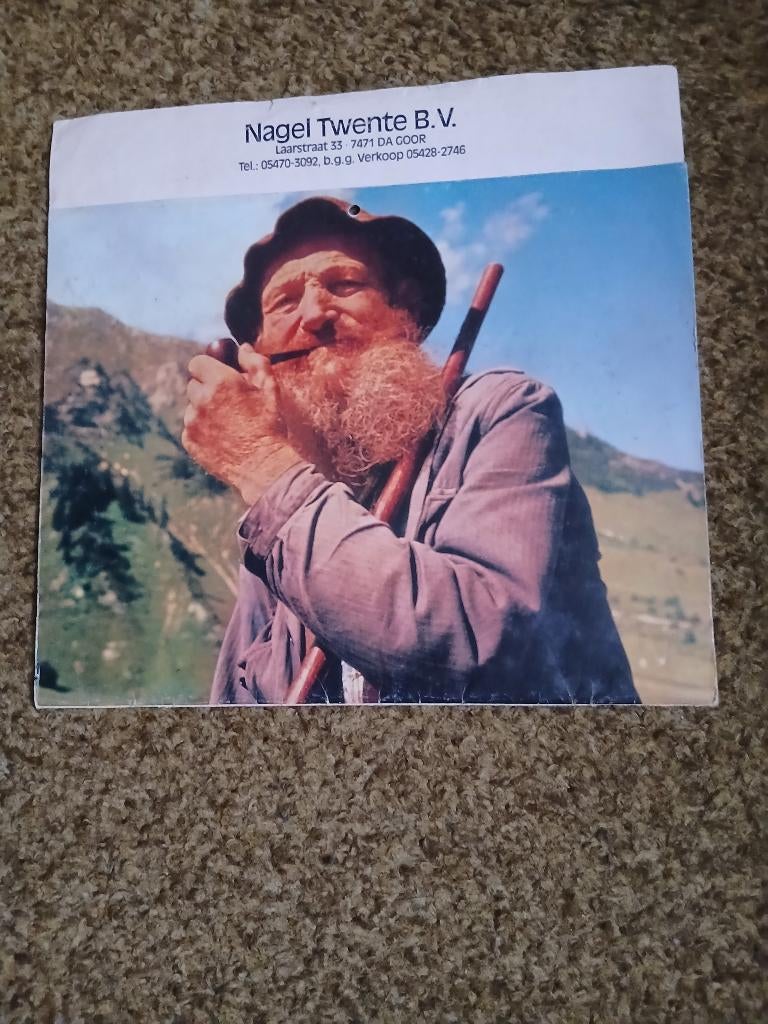 Nagel Twente B.V.
Laarstraat 33 · 7471 DA GOOR
Tel.: 05470-3092, b.g.g. Verkoop 05428-2746